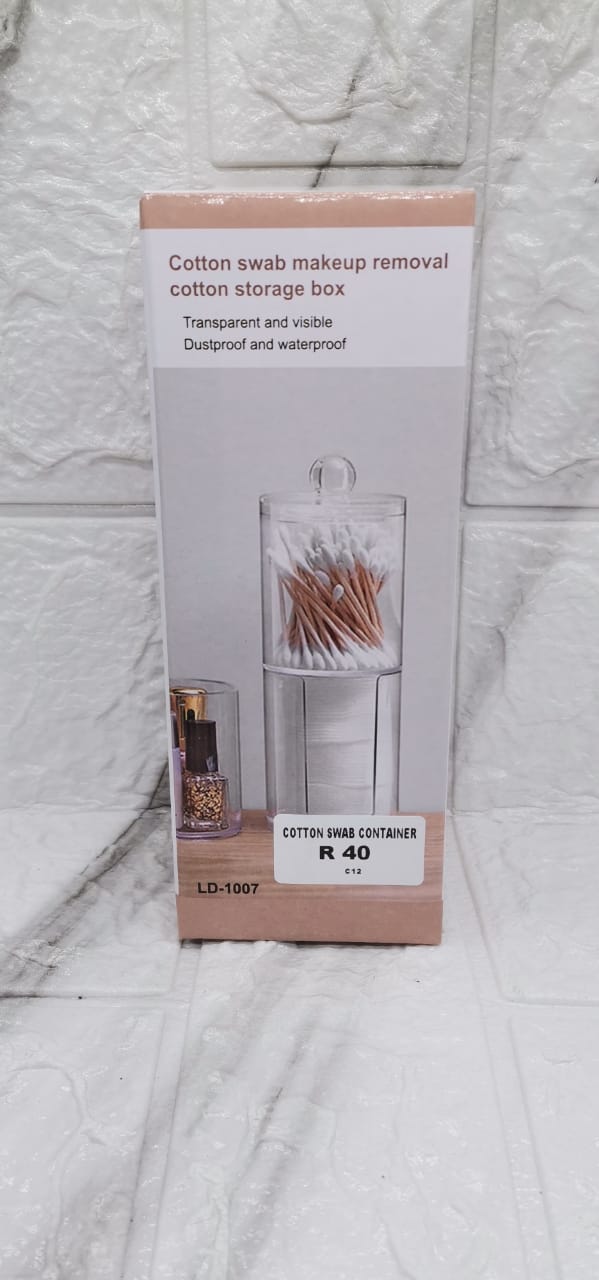 Cotton swab makeup removal
cotton storage box
Transparent and visible
Dustproof and waterproof
COTTON SWAB CONTAINER
R 40
C12
LD-1007